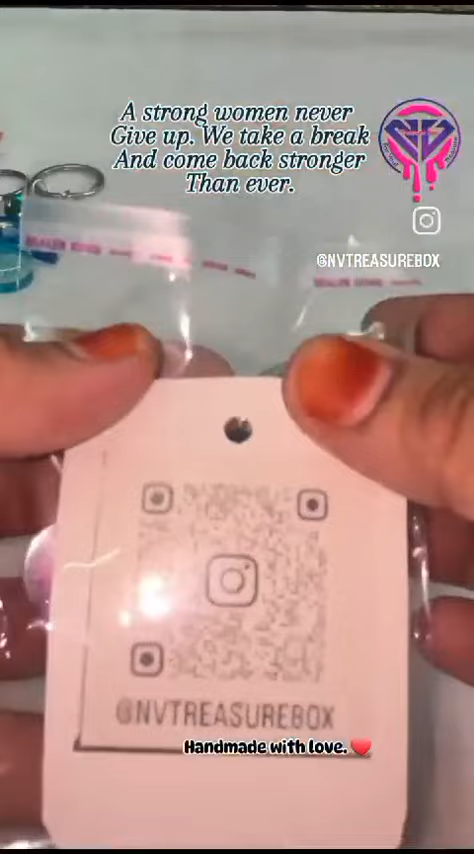 A strong women never
Give up. We take a break
And come back stronger
Than ever.
@NVTREASUREBOX
@NVTREASUREBOX
Handmade with love. ❤️